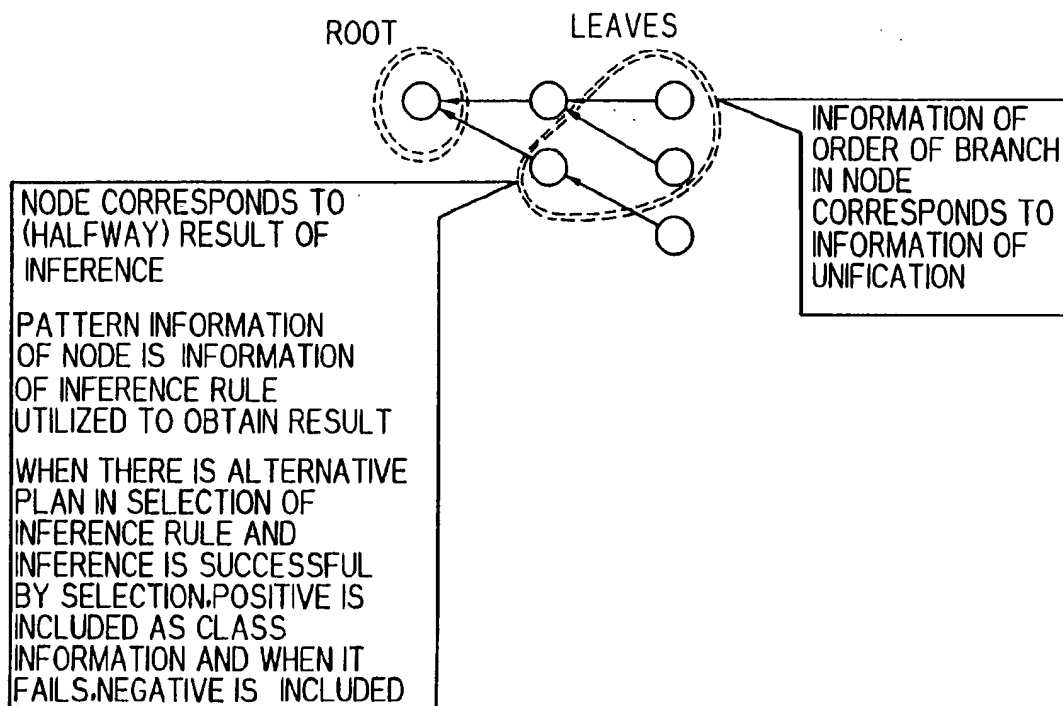 ROOT
LEAVES
INFORMATION OF
ORDER OF BRANCH
IN NODE
CORRESPONDS TO
INFORMATION OF
UNIFICATION
NODE CORRESPONDS TO
(HALFWAY) RESULT OF
INFERENCE
PATTERN INFORMATION
OF NODE IS INFORMATION
OF INFERENCE RULE
UTILIZED TO OBTAIN RESULT
WHEN THERE IS ALTERNATIVE
PLAN IN SELECTION OF
INFERENCE RULE AND
INFERENCE IS SUCCESSFUL
BY SELECTION,POSITIVE IS
INCLUDED AS CLASS
INFORMATION AND WHEN IT
FAILS,NEGATIVE IS INCLUDED